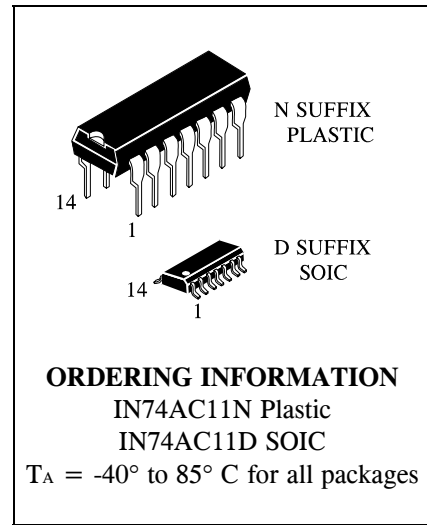 N SUFFIX
PLASTIC
14
1
D SUFFIX
SOIC
14
1
ORDERING INFORMATION
IN74AC11N Plastic
IN74AC11D SOIC
TA = -40° to 85° C for all packages